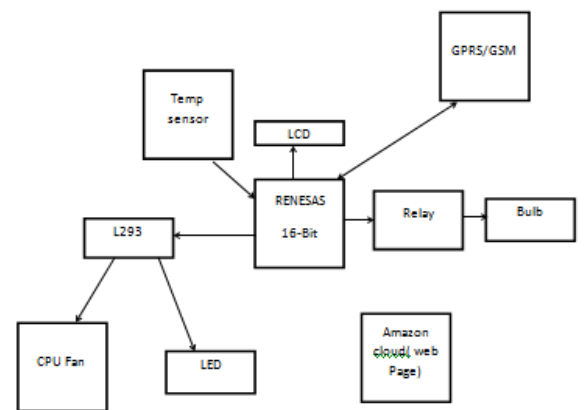 GPRS/GSM
Temp
sensor
LCD
RENESAS
16-Bit
Relay
Bulb
L293
CPU Fan
LED
Amazon
cloud( web
Page)